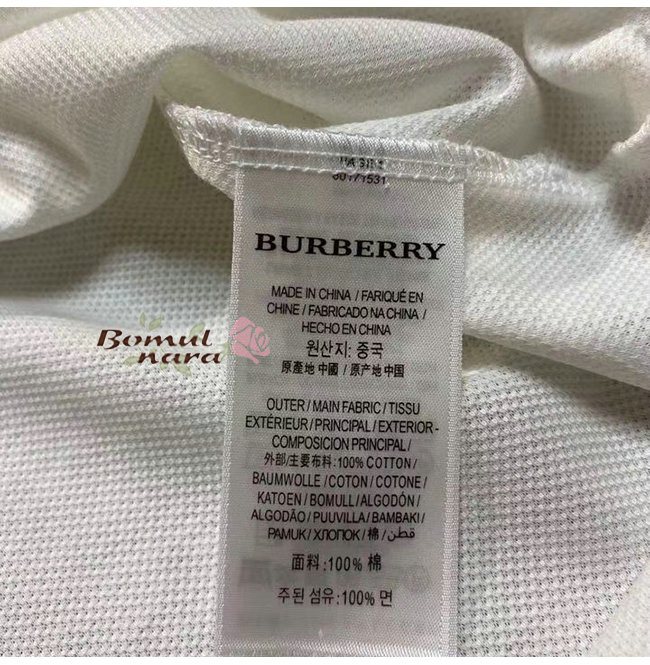 30171531
BURBERRY
MADE IN CHINA / FARIQUÉ EN
CHINE / FABRICADO NA CHINA /
HECHO EN CHINA
원산지: 중국
原產地 中國 / 原产地 中国
OUTER / MAIN FABRIC / TISSU
EXTÉRIEUR / PRINCIPAL / EXTERIOR-
COMPOSICION PRINCIPAL /
外部/主要布料: 100% COTTON /
BAUMWOLLE / COTON / COTONE /
KATOEN / BOMULL / ALGODÓN /
ALGODÃO / PUUVILLA / BAMBAKI /
PAMUK / ХЛОПОК / 棉 / قطن /
面料: 100% 棉
주된 섬유: 100% 면
Bomul
nara